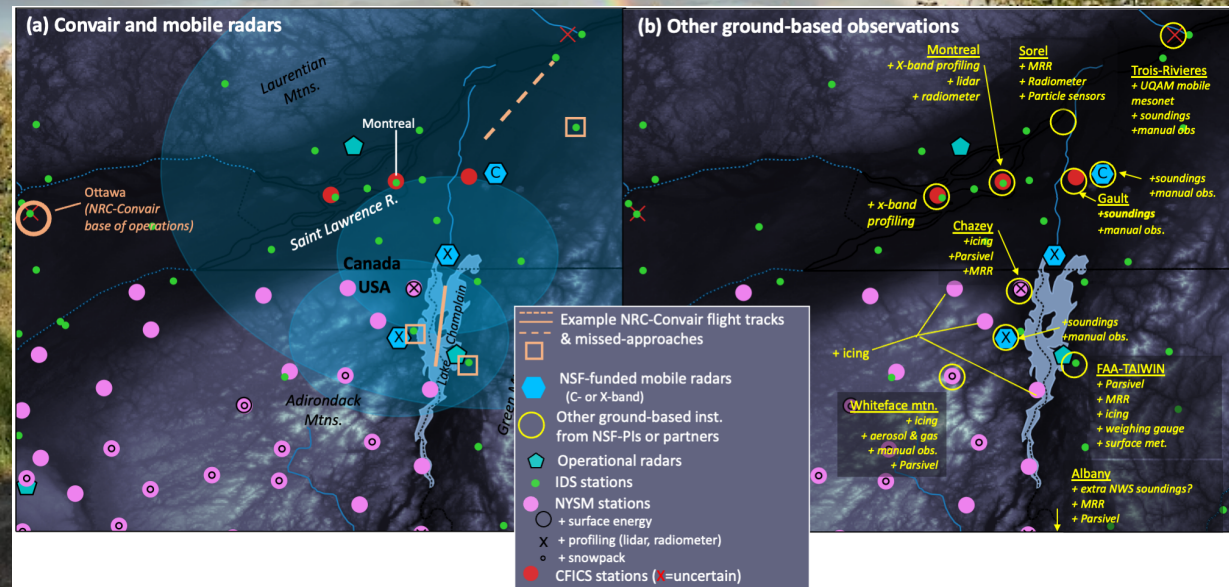 (a) Convair and mobile radars
Laurentian
Mtns.
Montreal
C
Ottawa
(NRC-Convair
base of operations)
Saint Lawrence R.
X
Canada
USA
X
Lake Champlain
Adirondack
Mtns.
Green
Example NRC-Convair flight tracks
& missed-approaches
NSF-funded mobile radars
(C- or X-band)
Other ground-based inst.
from NSF-PIs or partners
Operational radars
IDS stations
NYSM stations
+ surface energy
x + profiling (lidar, radiometer)
+ snowpack
CFICS stations (X=uncertain)
(b) Other ground-based observations
Montreal
+ X-band profiling
+ lidar
+ radiometer
Sorel
+ MRR
+ Radiometer
+ Particle sensors
Trois-Rivieres
+ UQAM mobile
mesonet
+ soundings
+manual obs
C
+soundings
+manual obs.
+ x-band
profiling
Gault
+soundings
+manual obs.
Chazey
+icing
+Parsivel
+MRR
X
+ icing
X
+soundings
+manual obs.
Whiteface mtn.
+ icing
+ aerosol & gas
+ manual obs.
+ Parsivel
FAA-TAIWIN
+ Parsivel
+ MRR
+ icing
+ weighing gauge
+ surface met.
Albany
+ extra NWS soundings?
+ MRR
+ Parsivel